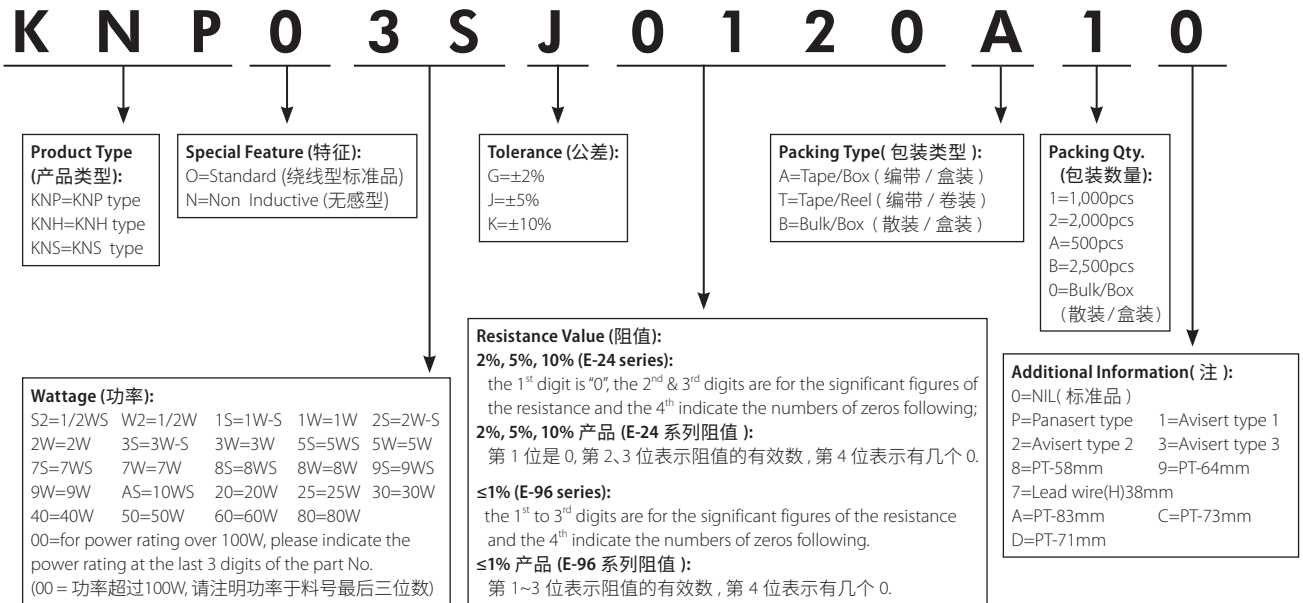 K N P 0 3 S J 0 1 2 0 A 1 0
Product Type
(产品类型):
KNP=KNP type
KNH=KNH type
KNS=KNS type
Special Feature (特征):
O=Standard (绕线型标准品)
N=Non Inductive (无感型)
Tolerance (公差):
G=±2%
J=±5%
K=±10%
Packing Type( 包装类型 ):
A=Tape/Box ( 编带 / 盒装 )
T=Tape/Reel ( 编带 / 卷装 )
B=Bulk/Box ( 散装 / 盒装 )
Packing Qty.
(包装数量):
1=1,000pcs
2=2,000pcs
A=500pcs
B=2,500pcs
0=Bulk/Box
(散装/盒装)
Wattage (功率):
S2=1/2WS W2=1/2W 1S=1W-S 1W=1W 2S=2W-S
2W=2W 3S=3W-S 3W=3W 5S=5WS 5W=5W
7S=7WS 7W=7W 8S=8WS 8W=8W 9S=9WS
9W=9W AS=10WS 20=20W 25=25W 30=30W
40=40W 50=50W 60=60W 80=80W
00=for power rating over 100W, please indicate the
power rating at the last 3 digits of the part No.
(00 = 功率超过100W, 请注明功率于料号最后三位数)
Resistance Value (阻值):
2%, 5%, 10% (E-24 series):
the 1st digit is "0", the 2nd & 3rd digits are for the significant figures of
the resistance and the 4th indicate the numbers of zeros following;
2%, 5%, 10% 产品 (E-24 系列阻值 ):
第 1 位是 0, 第 2、3 位表示阻值的有效数 , 第 4 位表示有几个 0.
≤1% (E-96 series):
the 1st to 3rd digits are for the significant figures of the resistance
and the 4th indicate the numbers of zeros following.
≤1% 产品 (E-96 系列阻值 ):
第 1~3 位表示阻值的有效数 , 第 4 位表示有几个 0.
Additional Information( 注 ):
0=NIL( 标准品 )
P=Panasert type 1=Avisert type 1
2=Avisert type 2 3=Avisert type 3
8=PT-58mm 9=PT-64mm
7=Lead wire(H)38mm
A=PT-83mm C=PT-73mm
D=PT-71mm